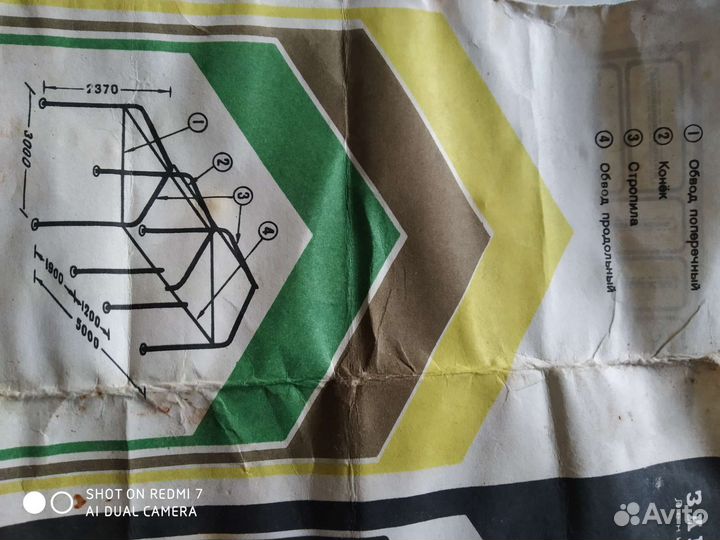 ① Обвод поперечный
② Конёк
③ Стропила
④ Обвод продольный
2370
3000
①
②
③
④
1800
1200
5000
SHOT ON REDMI 7
AI DUAL CAMERA
Avito